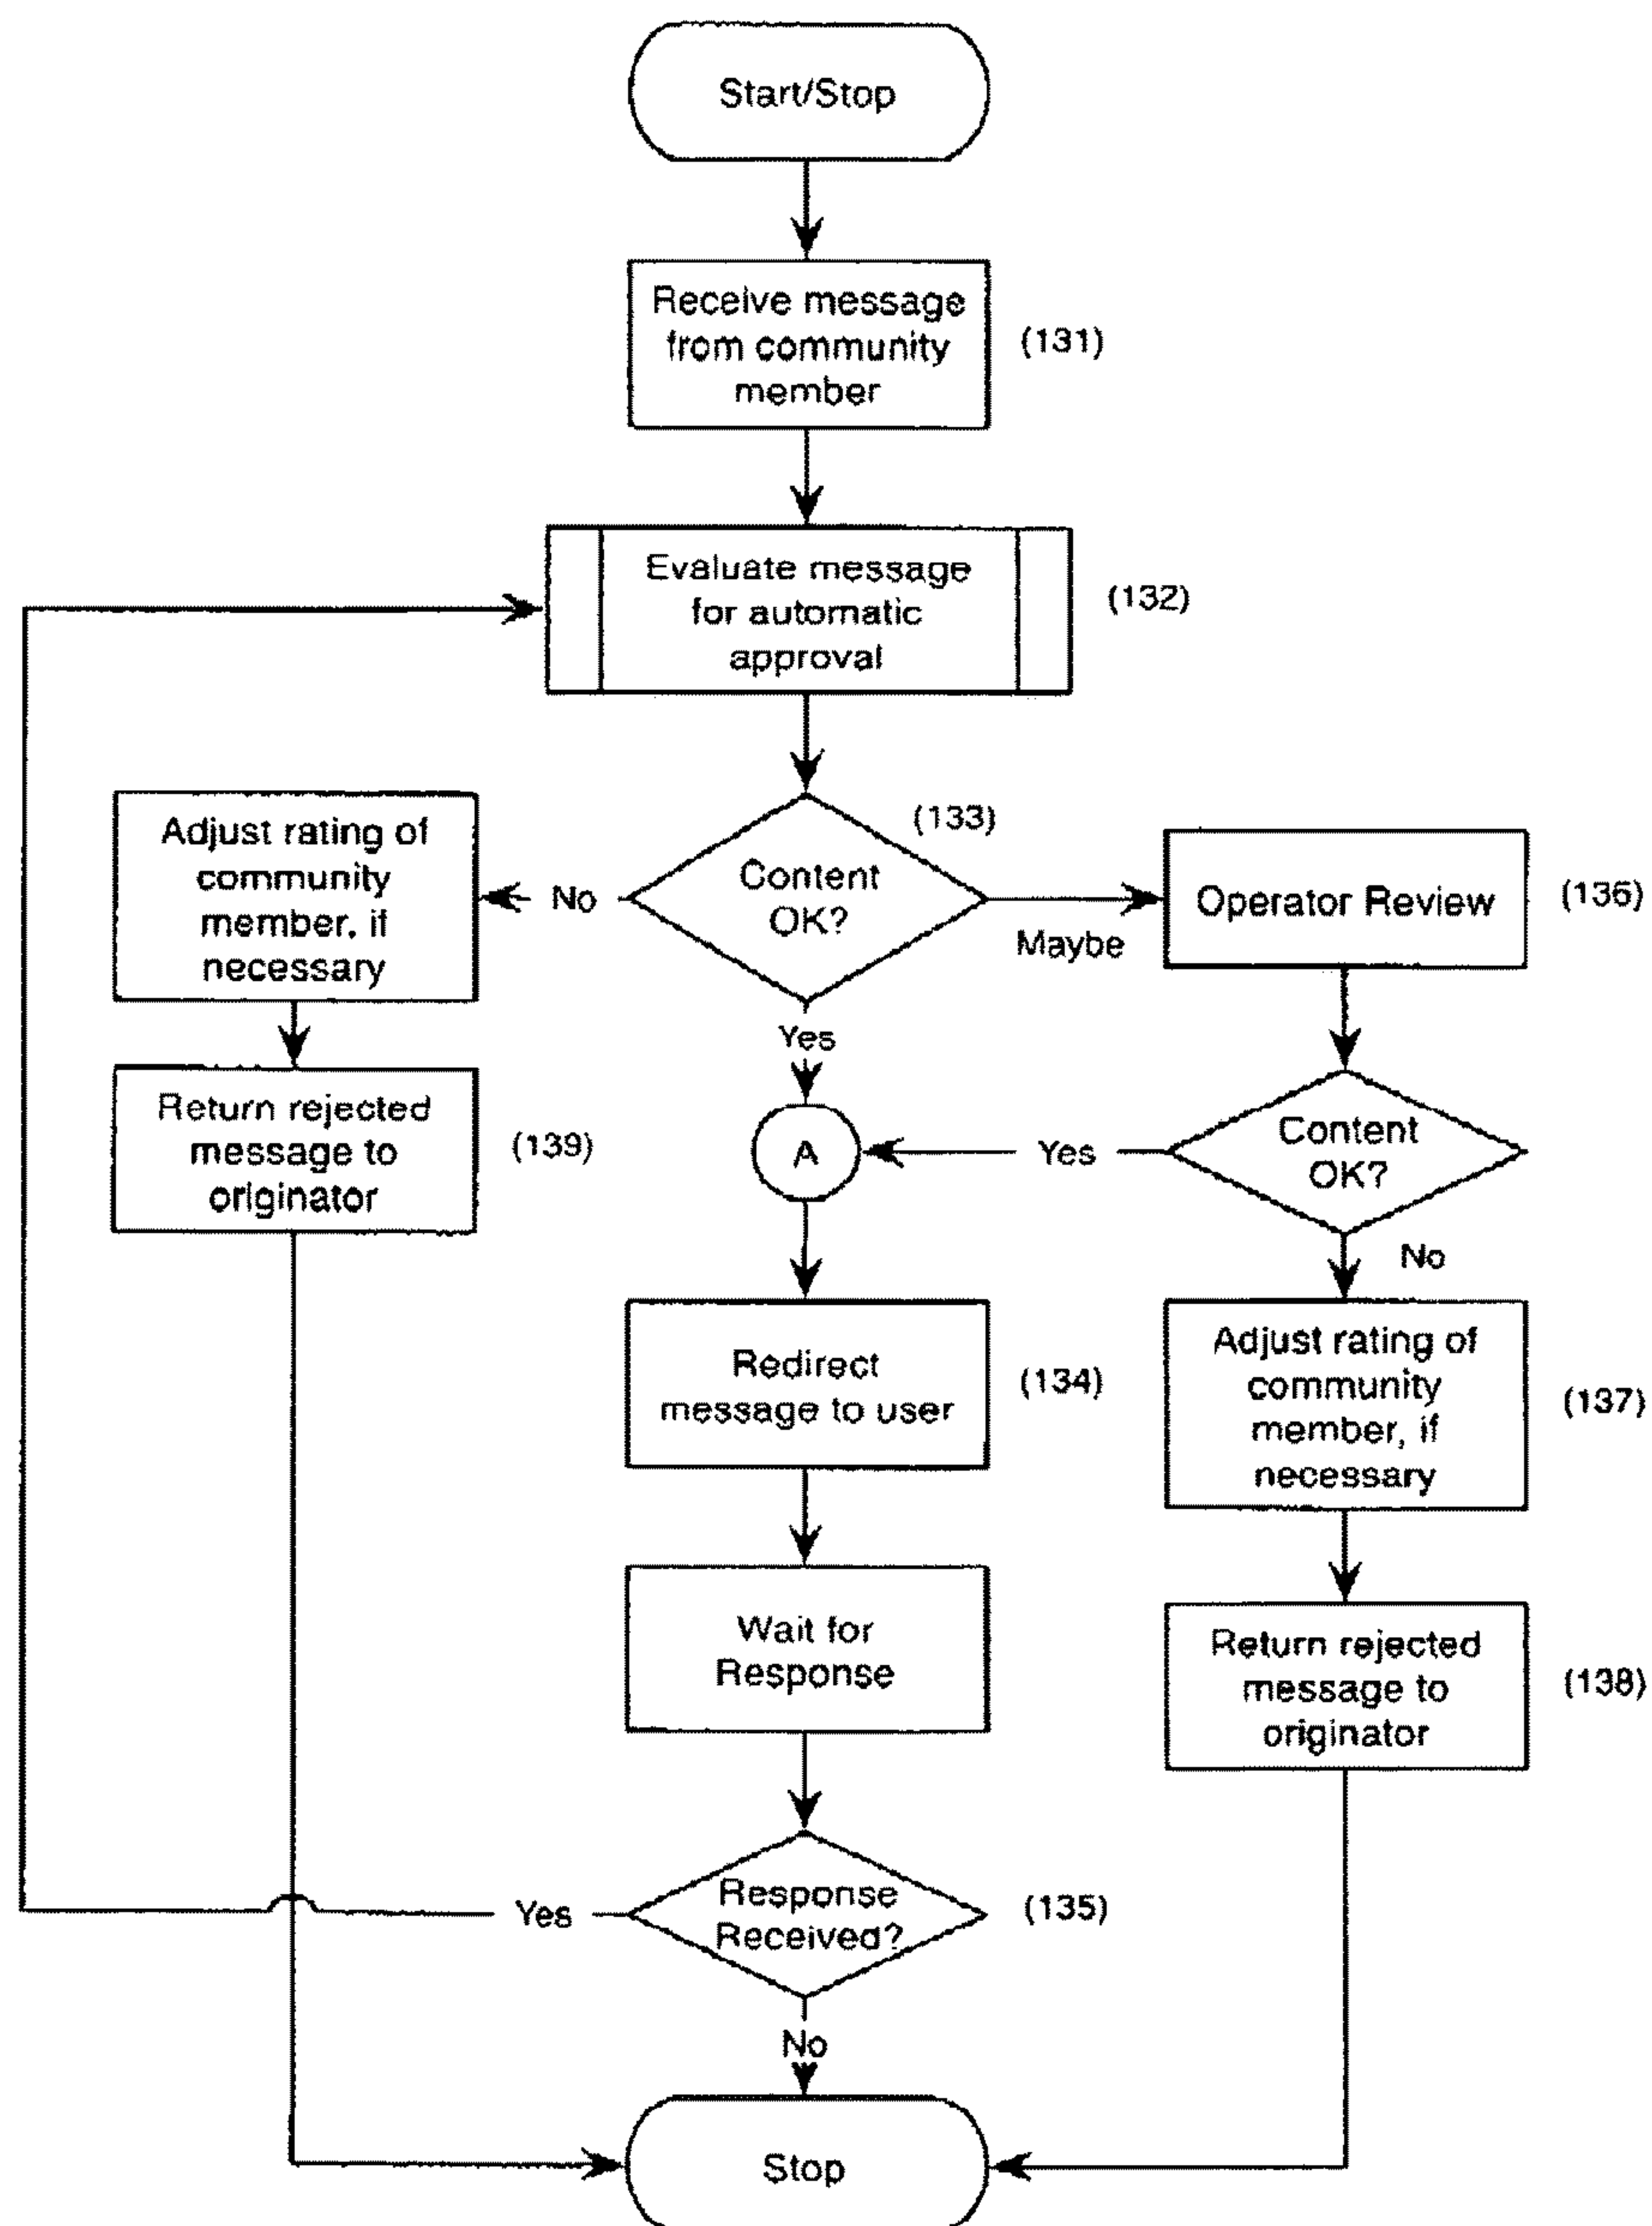 Start/Stop
Receive message
from community
member
(131)
Evaluate message
for automatic
approval
(132)
(133)
Content
OK?
No
Maybe
Yes
Adjust rating of
community
member, if
necessary
Operator Review
(136)
Return rejected
message to
originator
(139)
A
Yes
Content
OK?
No
Redirect
message to user
(134)
Adjust rating of
community
member, if
necessary
(137)
Wait for
Response
Return rejected
message to
originator
(138)
Response
Received?
(135)
Yes
No
Stop